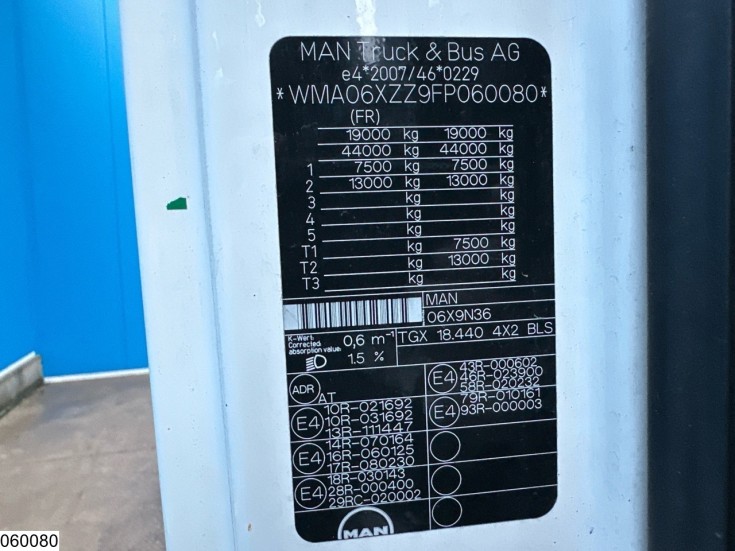 MAN Truck & Bus AG
e4*2007/46*0229
*WMA06XZZ9FP060080*
(FR)
19000 kg 19000 kg
44000 kg 44000 kg
1 7500 kg 7500 kg
2 13000 kg 13000 kg
3 kg kg
4 kg kg
5 kg kg
T1 kg 7500 kg
T2 kg 13000 kg
T3 kg kg
MAN
06X9N36
K-Wert:
Corrected
absorption value:
0,6 m⁻¹
1.5 %
TGX 18.440 4X2 BLS
ADR
AT
E4
10R-021692
10R-031692
13R-111447
E4
14R-070164
16R-060125
17R-080230
E4
18R-030143
28R-000400
29RC-020002
E4
43R-000602
46R-023900
58R-020232
E4
79R-010161
93R-000003
MAN
060080